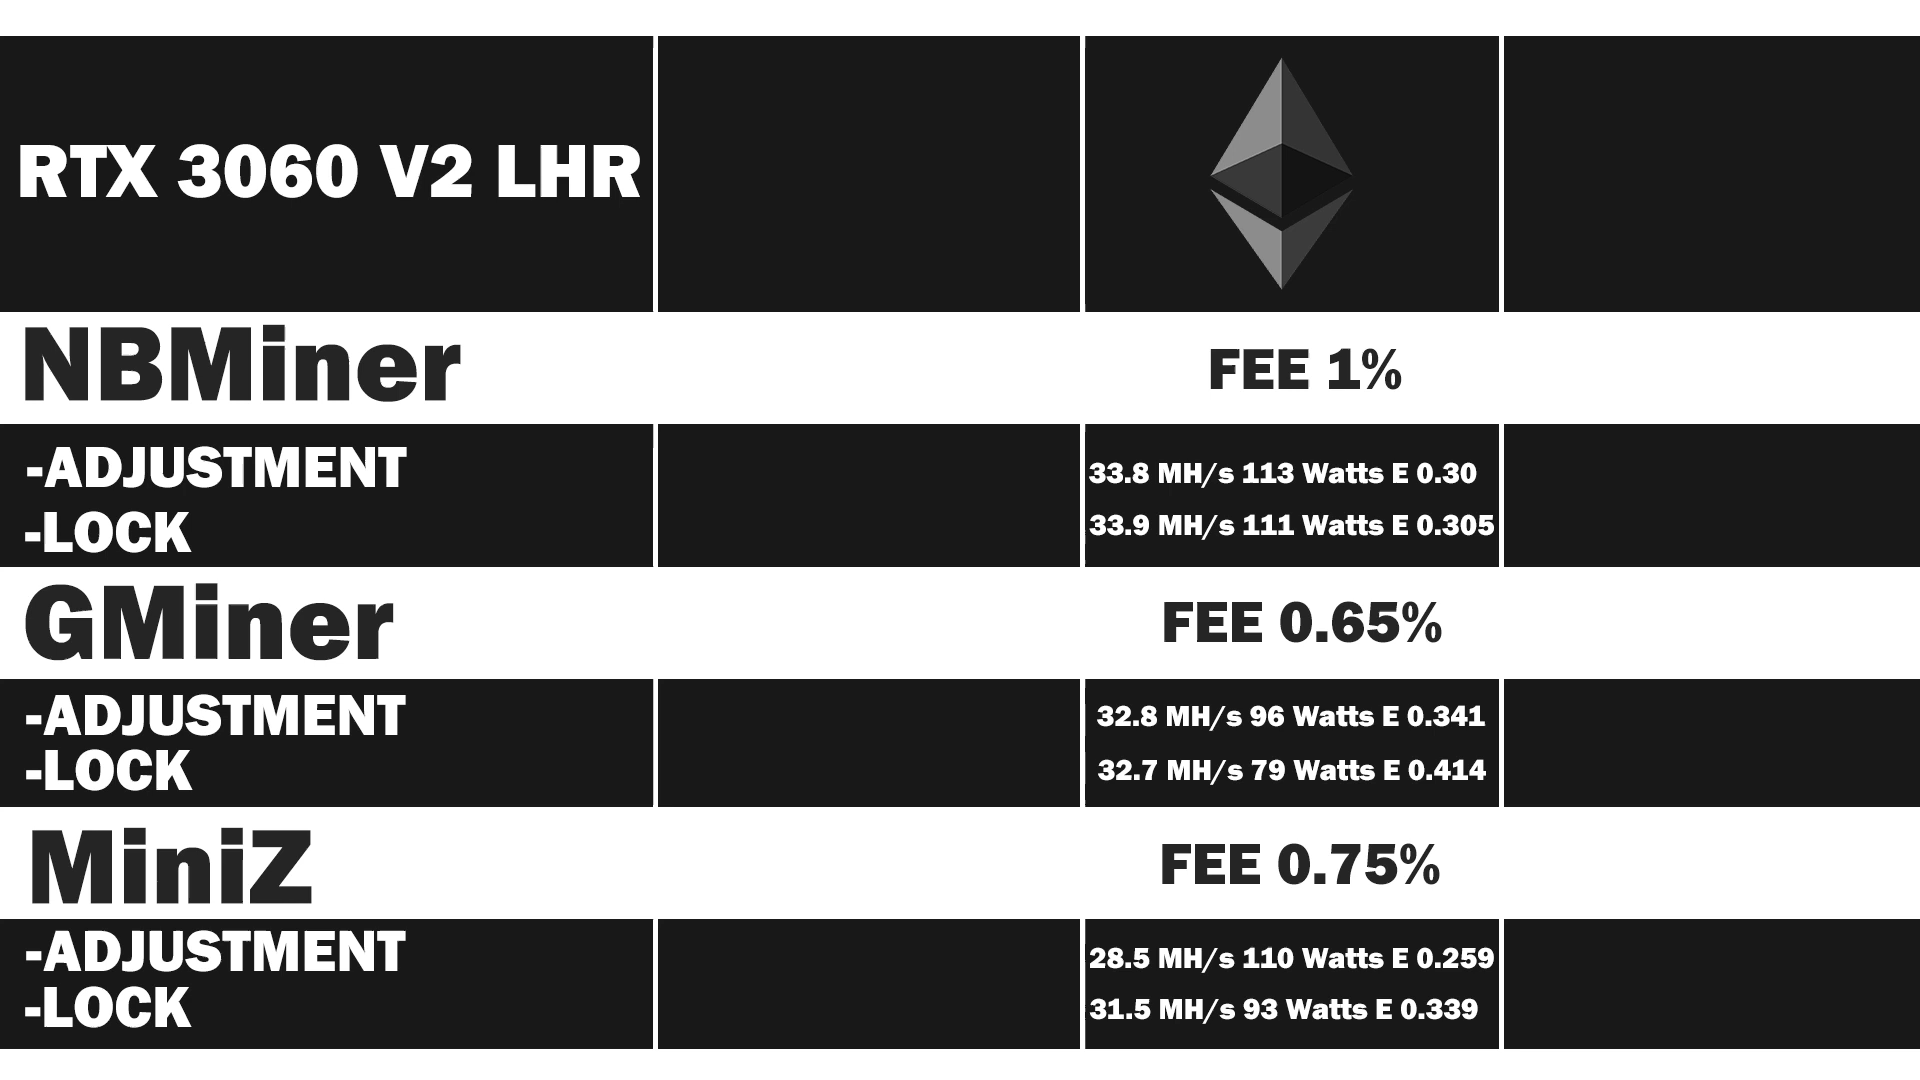 RTX 3060 V2 LHR
NBMiner FEE 1%
-ADJUSTMENT 33.8 MH/s 113 Watts E 0.30
-LOCK 33.9 MH/s 111 Watts E 0.305
GMiner FEE 0.65%
-ADJUSTMENT 32.8 MH/s 96 Watts E 0.341
-LOCK 32.7 MH/s 79 Watts E 0.414
MiniZ FEE 0.75%
-ADJUSTMENT 28.5 MH/s 110 Watts E 0.259
-LOCK 31.5 MH/s 93 Watts E 0.339